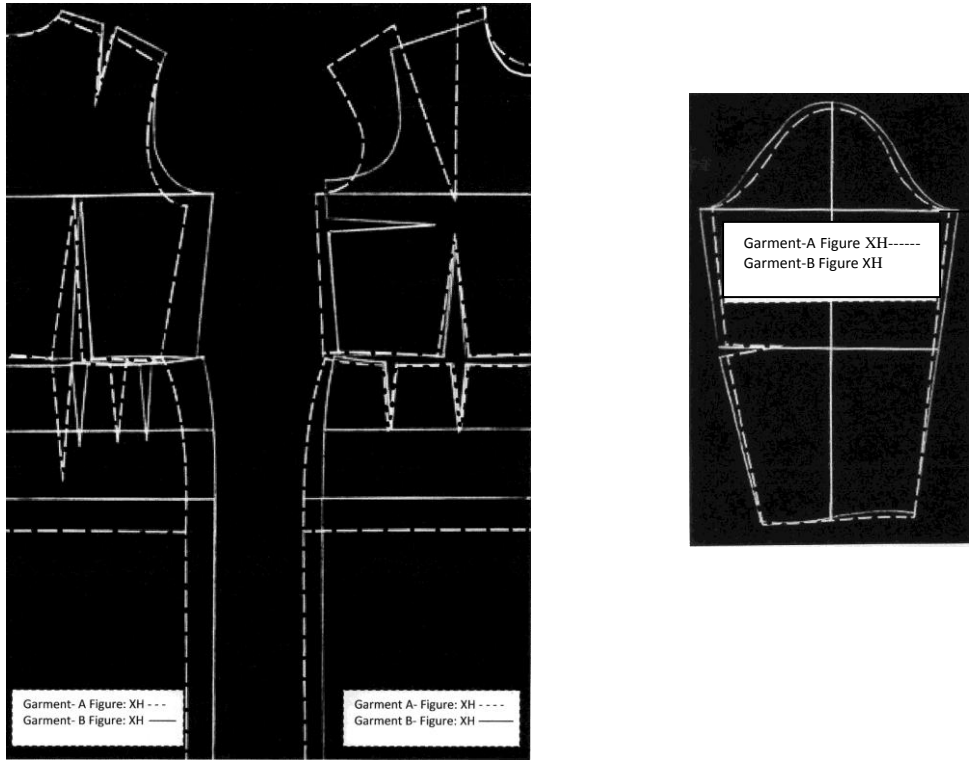 Garment-A Figure XH------
Garment-B Figure XH
Garment- A Figure: XH ---
Garment- B Figure: XH ——
Garment A- Figure: XH ----
Garment B- Figure: XH ——